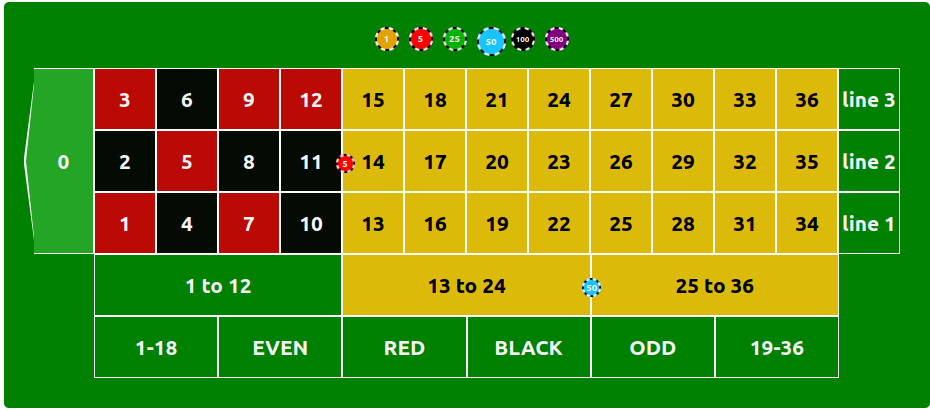 1 5 25 50 100 500
3 6 9 12 15 18 21 24 27 30 33 36 line 3
0 2 5 8 11 5 14 17 20 23 26 29 32 35 line 2
1 4 7 10 13 16 19 22 25 28 31 34 line 1
1 to 12 13 to 24 50 25 to 36
1-18 EVEN RED BLACK ODD 19-36